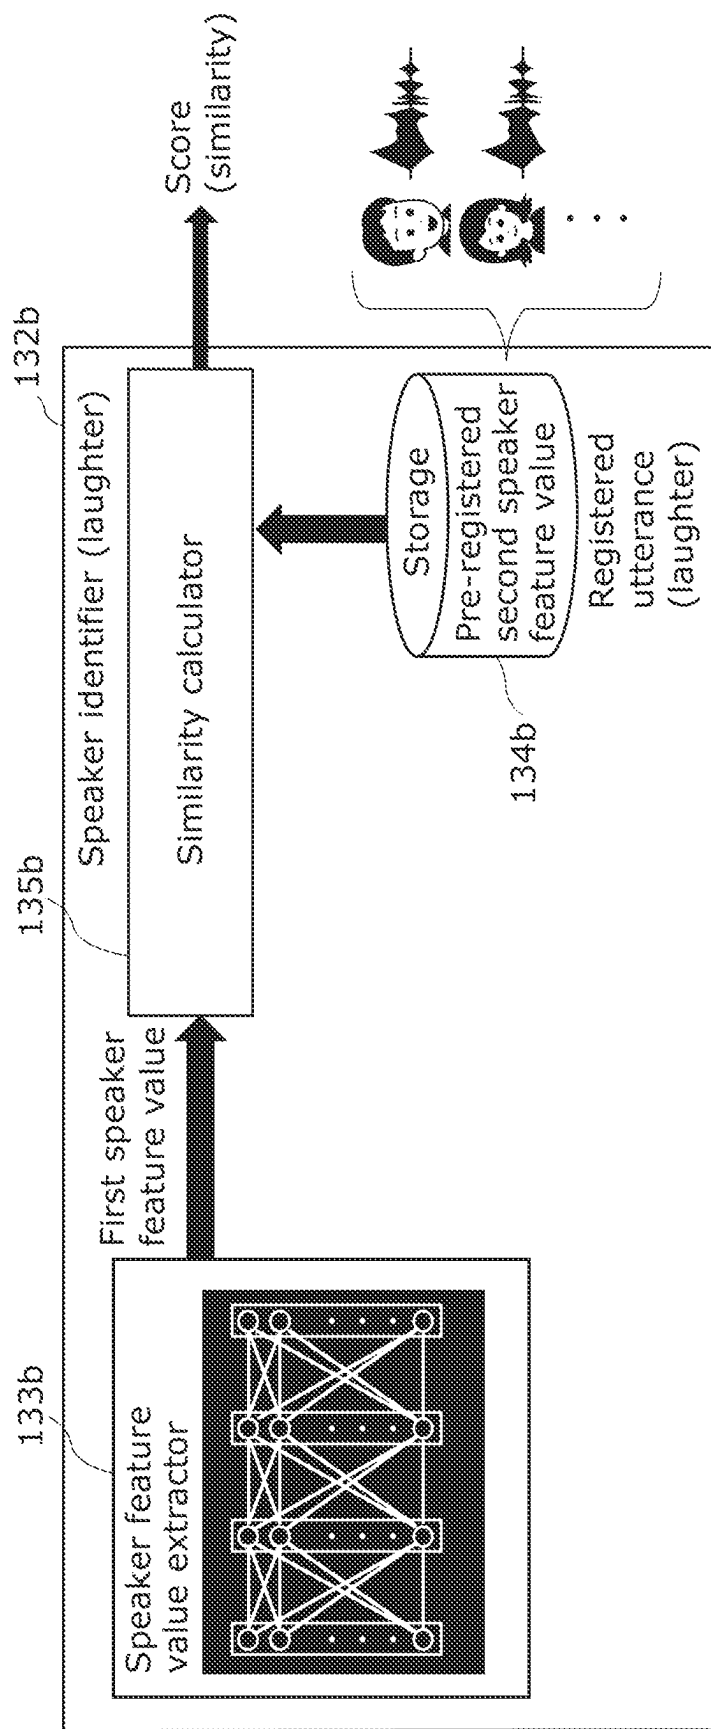 132b
Speaker identifier (laughter)
133b
Speaker feature
value extractor
First speaker
feature value
135b
Similarity calculator
Score
(similarity)
Storage
Pre-registered
second speaker
feature value
134b
Registered
utterance
(laughter)